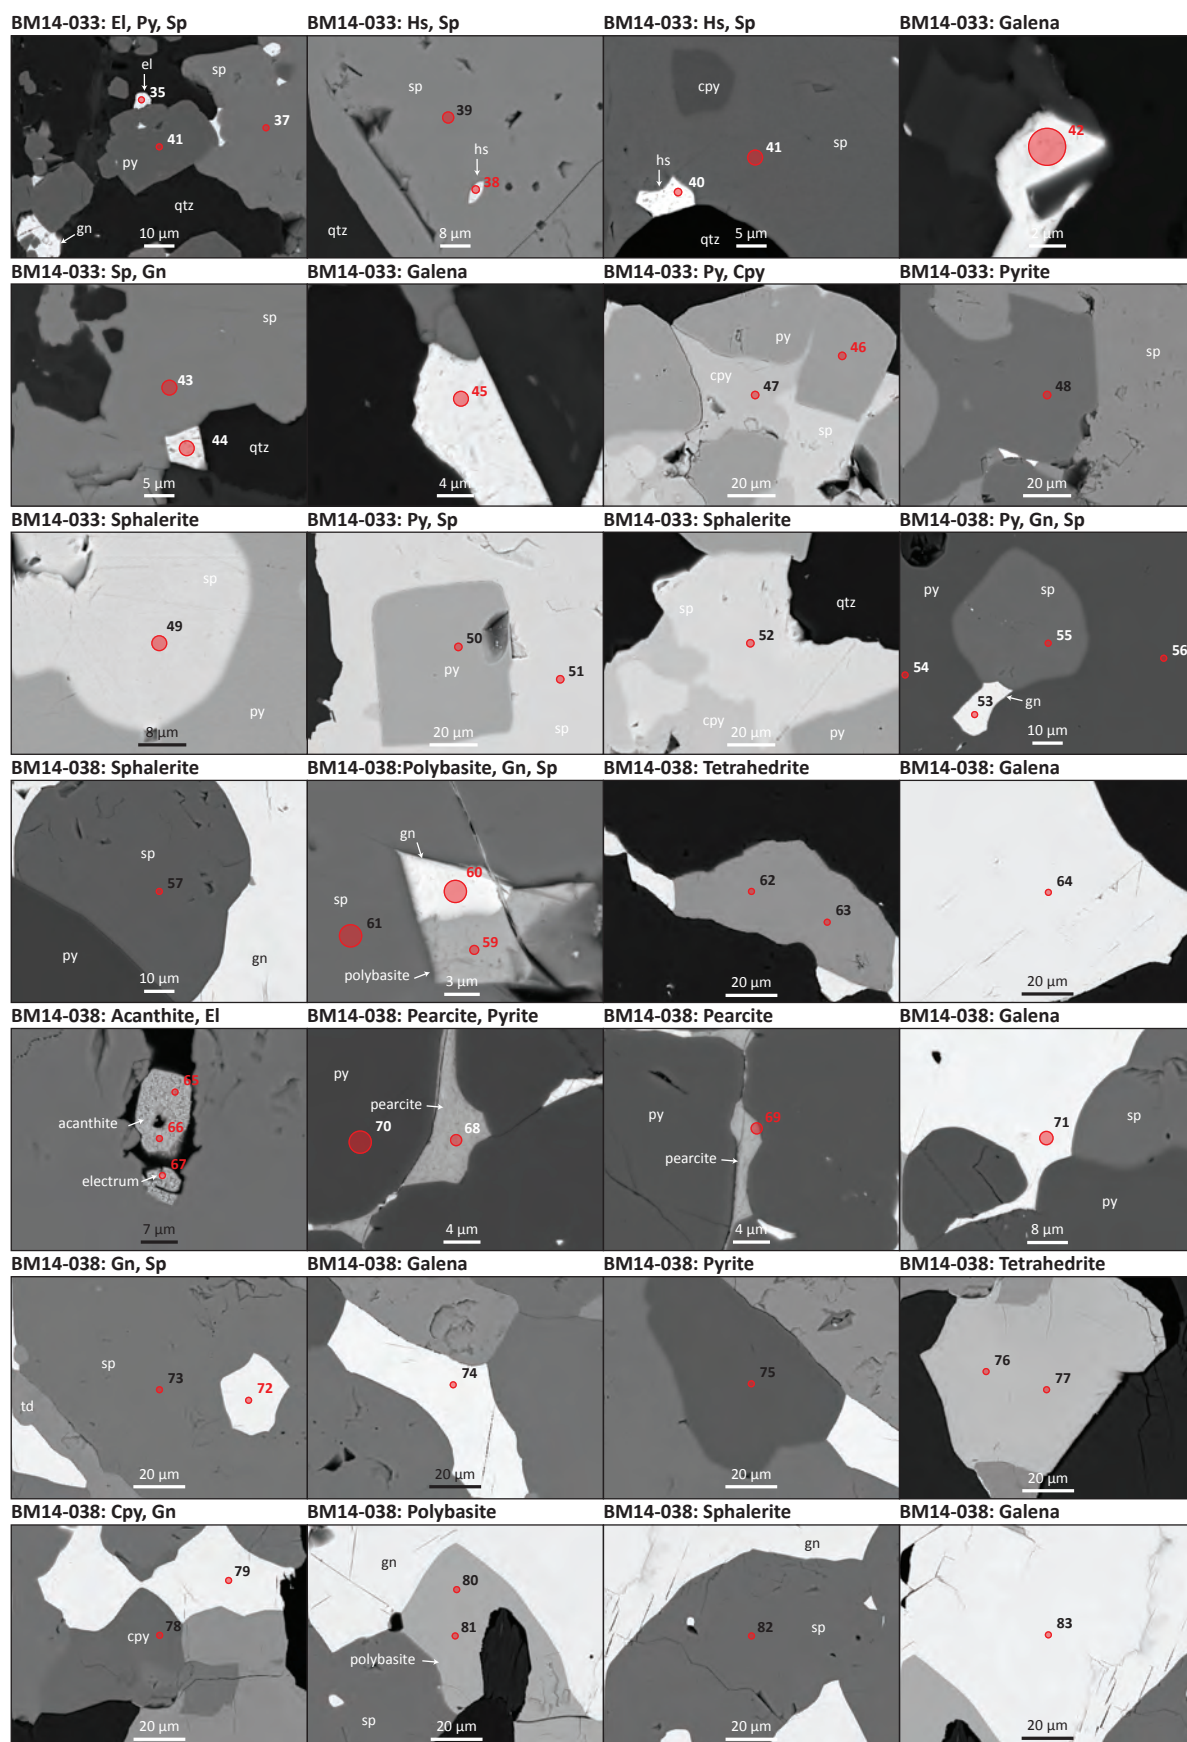 BM14-033: El, Py, Sp
el
35
sp
37
41
py
qtz
gn
10 µm
BM14-033: Hs, Sp
sp
39
hs
38
qtz
8 µm
BM14-033: Hs, Sp
cpy
41
sp
hs
40
5 µm
qtz
BM14-033: Galena
42
2 µm
BM14-033: Sp, Gn
sp
43
44
qtz
5 µm
BM14-033: Galena
45
4 µm
BM14-033: Py, Cpy
py
46
cpy
47
sp
20 µm
BM14-033: Pyrite
sp
48
20 µm
BM14-033: Sphalerite
sp
49
py
8 µm
BM14-033: Py, Sp
50
py
51
sp
20 µm
BM14-033: Sphalerite
qtz
sp
52
cpy
py
20 µm
BM14-038: Py, Gn, Sp
py
sp
55
56
54
gn
53
10 µm
BM14-038: Sphalerite
sp
57
py
gn
10 µm
BM14-038:Polybasite, Gn, Sp
gn
60
sp
61
59
polybasite
3 µm
BM14-038: Tetrahedrite
62
63
20 µm
BM14-038: Galena
64
20 µm
BM14-038: Acanthite, El
65
acanthite
66
67
electrum
7 µm
BM14-038: Pearcite, Pyrite
py
pearcite
70
68
4 µm
BM14-038: Pearcite
py
69
pearcite
4 µm
BM14-038: Galena
71
sp
py
8 µm
BM14-038: Gn, Sp
sp
73
72
td
20 µm
BM14-038: Galena
74
20 µm
BM14-038: Pyrite
75
20 µm
BM14-038: Tetrahedrite
76
77
20 µm
BM14-038: Cpy, Gn
79
cpy
78
20 µm
BM14-038: Polybasite
gn
80
81
polybasite
sp
20 µm
BM14-038: Sphalerite
gn
82
sp
20 µm
BM14-038: Galena
83
20 µm